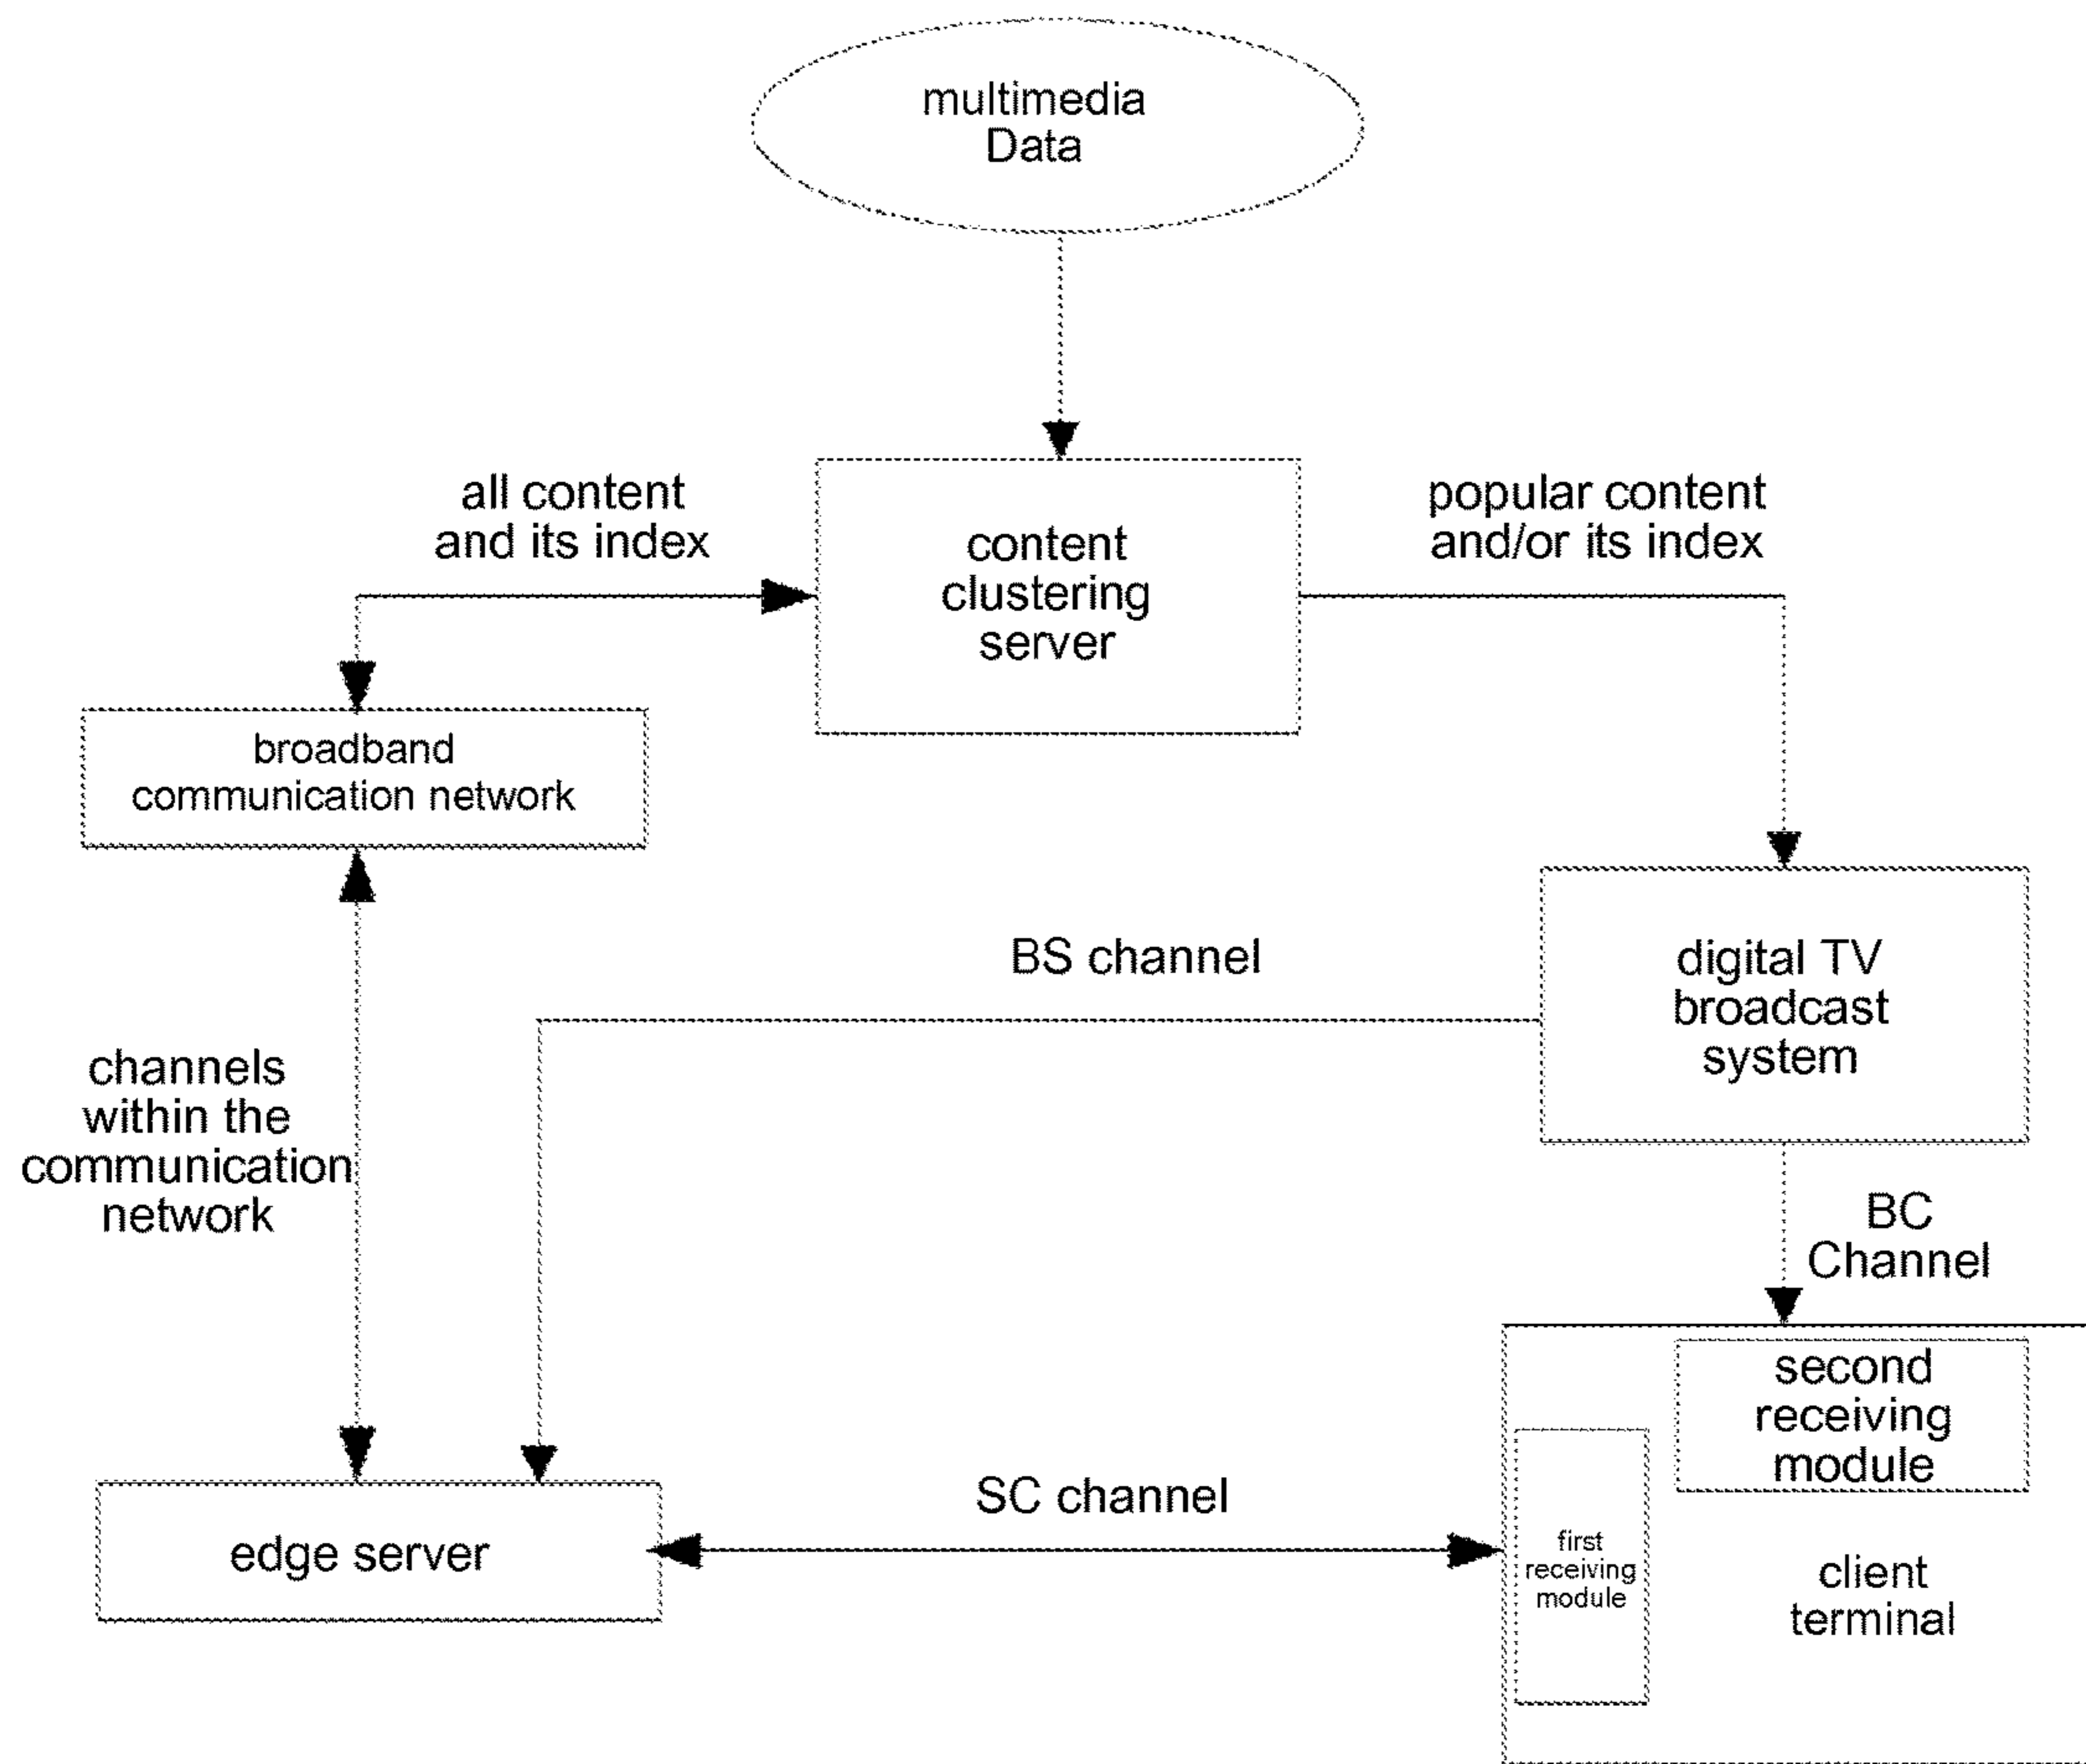 multimedia
Data
all content
and its index
content
clustering
server
popular content
and/or its index
broadband
communication network
BS channel
digital TV
broadcast
system
channels
within the
communication
network
BC
Channel
second
receiving
module
SC channel
edge server
first
receiving
module
client
terminal